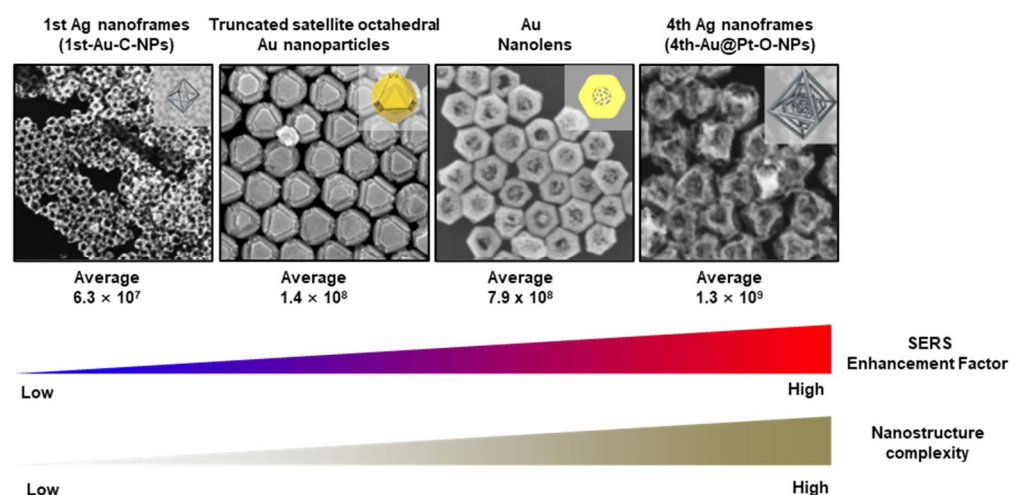 1st Ag nanoframes
(1st-Au-C-NPs)
Truncated satellite octahedral
Au nanoparticles
Au
Nanolens
4th Ag nanoframes
(4th-Au@Pt-O-NPs)
Average
6.3 × 10⁷
Average
1.4 × 10⁸
Average
7.9 x 10⁸
Average
1.3 × 10⁹
SERS
Enhancement Factor
Low
High
Nanostructure
complexity
Low
High